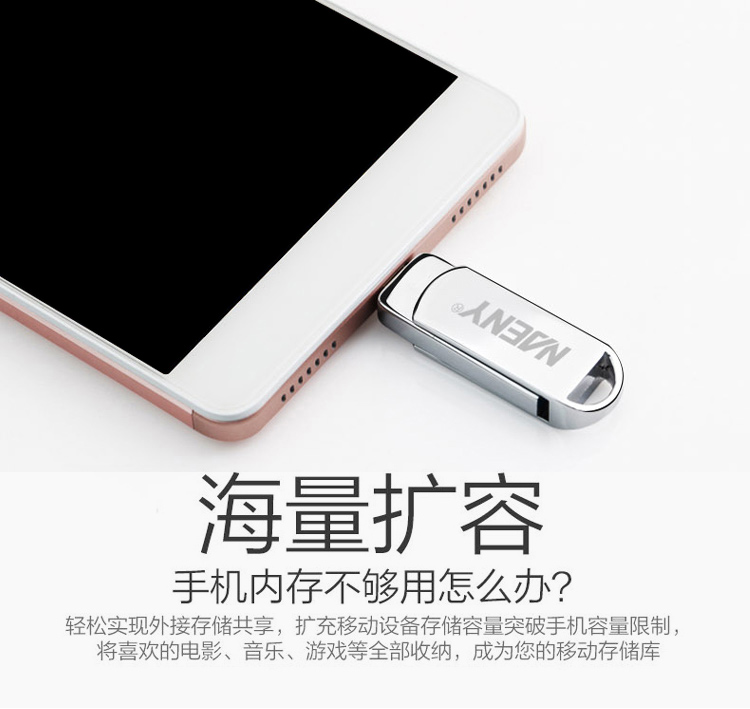 NAENY®
海量扩容
手机内存不够用怎么办?
轻松实现外接存储共享，扩充移动设备存储容量突破手机容量限制，
将喜欢的电影、音乐、游戏等全部收纳，成为您的移动存储库